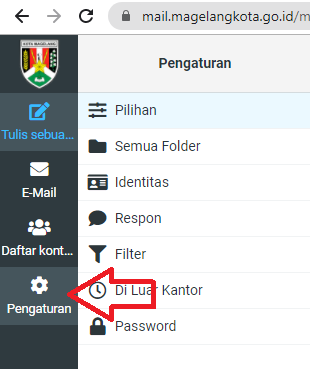 mail.magelangkota.go.id/m
KOTA MAGELANG
Pengaturan
Tulis sebua...
E-Mail
Daftar kont...
Pengaturan
Pilihan
Semua Folder
Identitas
Respon
Filter
Di Luar Kantor
Password